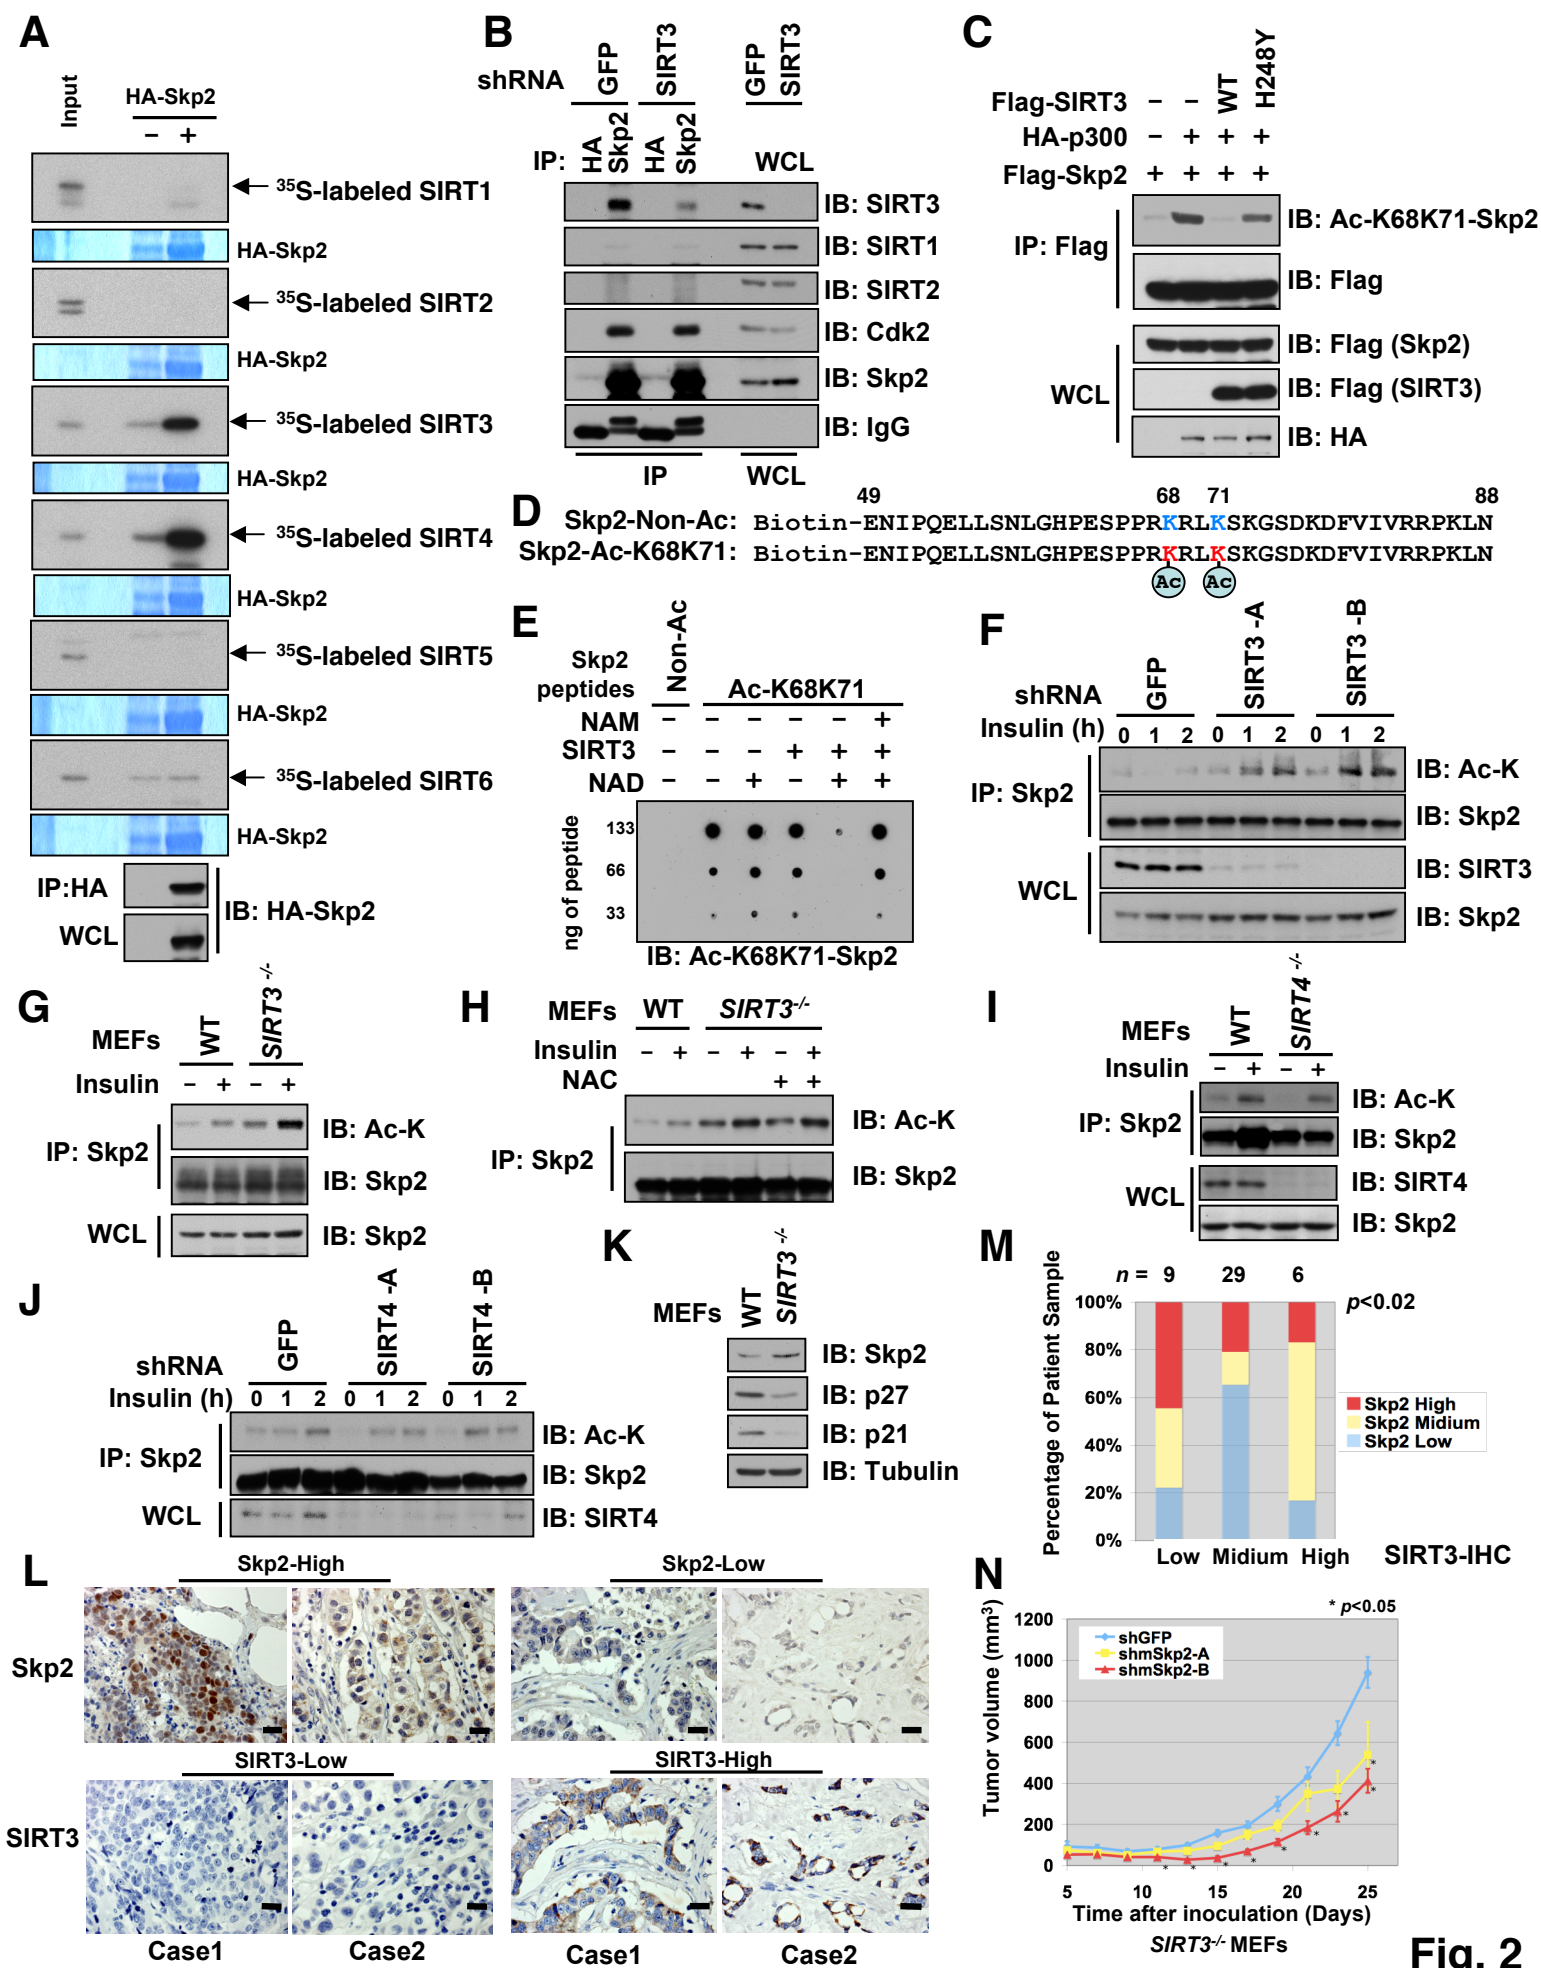 A
Input
HA-Skp2
− +
35S-labeled SIRT1
HA-Skp2
35S-labeled SIRT2
HA-Skp2
35S-labeled SIRT3
HA-Skp2
35S-labeled SIRT4
HA-Skp2
35S-labeled SIRT5
HA-Skp2
35S-labeled SIRT6
HA-Skp2
IP:HA
WCL
IB: HA-Skp2
B
shRNA GFP SIRT3 GFP SIRT3
IP: HA Skp2 HA Skp2 WCL
IB: SIRT3
IB: SIRT1
IB: SIRT2
IB: Cdk2
IB: Skp2
IB: IgG
IP WCL
C
Flag-SIRT3 − − WT H248Y
HA-p300 − + + +
Flag-Skp2 + + + +
IP: Flag
IB: Ac-K68K71-Skp2
IB: Flag
WCL
IB: Flag (Skp2)
IB: Flag (SIRT3)
IB: HA
D
49 68 71 88
Skp2-Non-Ac: Biotin-ENIPQELLSNLGHPESPPRKRLKSKGSDKDFVIVRRPKLN
Skp2-Ac-K68K71: Biotin-ENIPQELLSNLGHPESPPRKRLKSKGSDKDFVIVRRPKLN
Ac Ac
E
Skp2 peptides Non-Ac Ac-K68K71
NAM − − − − − +
SIRT3 − − − + + +
NAD − − + − + +
ng of peptide
133
66
33
IB: Ac-K68K71-Skp2
F
shRNA GFP SIRT3 -A SIRT3 -B
Insulin (h) 0 1 2 0 1 2 0 1 2
IP: Skp2
IB: Ac-K
IB: Skp2
WCL
IB: SIRT3
IB: Skp2
G
MEFs WT SIRT3 -/-
Insulin − + − +
IP: Skp2
IB: Ac-K
IB: Skp2
WCL
IB: Skp2
H
MEFs WT SIRT3-/-
Insulin − + − + − +
NAC + +
IP: Skp2
IB: Ac-K
IB: Skp2
I
MEFs WT SIRT4 -/-
Insulin − + − +
IP: Skp2
IB: Ac-K
IB: Skp2
WCL
IB: SIRT4
IB: Skp2
J
shRNA GFP SIRT4 -A SIRT4 -B
Insulin (h) 0 1 2 0 1 2 0 1 2
IP: Skp2
IB: Ac-K
IB: Skp2
WCL
IB: SIRT4
K
MEFs WT SIRT3 -/-
IB: Skp2
IB: p27
IB: p21
IB: Tubulin
M
n = 9 29 6
p<0.02
Percentage of Patient Sample
100%
80%
60%
40%
20%
0%
Skp2 High
Skp2 Midium
Skp2 Low
Low Midium High SIRT3-IHC
L
Skp2-High Skp2-Low
Skp2
SIRT3-Low SIRT3-High
SIRT3
Case1 Case2 Case1 Case2
N
* p<0.05
Tumor volume (mm3)
1200
1000
800
600
400
200
0
shGFP
shmSkp2-A
shmSkp2-B
* * * * * * * * *
5 10 15 20 25
Time after inoculation (Days)
SIRT3-/- MEFs
Fig. 2